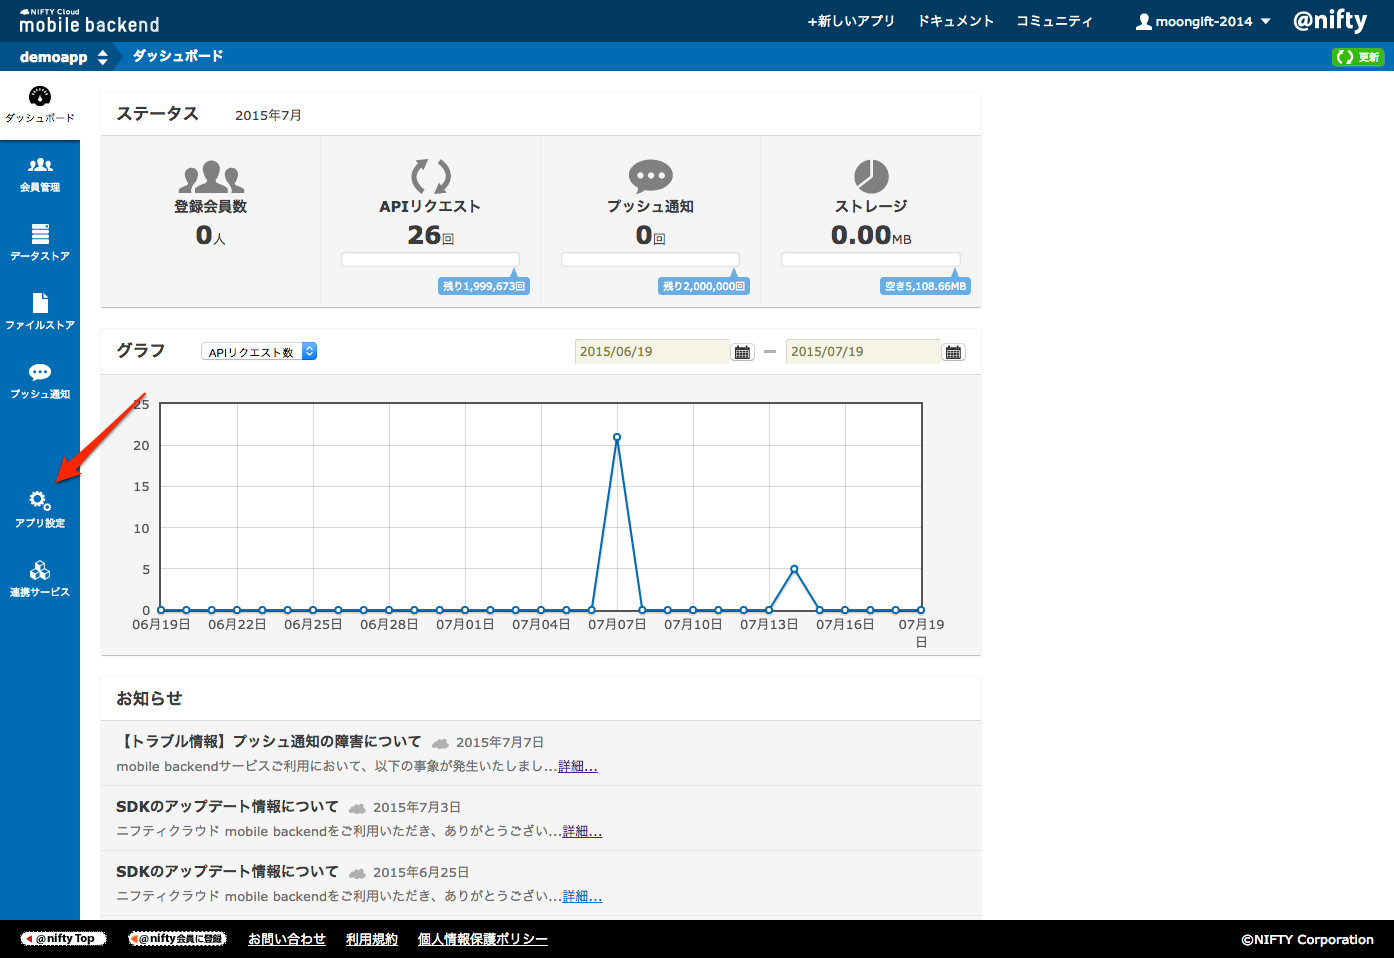 NIFTY Cloud
mobile backend
+新しいアプリ ドキュメント コミュニティ moongift-2014 @nifty
demoapp ダッシュボード 更新
ダッシュボード
会員管理
データストア
ファイルストア
プッシュ通知
アプリ設定
連携サービス
ステータス 2015年7月
登録会員数 APIリクエスト プッシュ通知 ストレージ
0人 26回 0回 0.00MB
残り1,999,673回 残り2,000,000回 空き5,108.66MB
グラフ APIリクエスト数 2015/06/19 2015/07/19
25
20
15
10
5
0
06月19日 06月22日 06月25日 06月28日 07月01日 07月04日 07月07日 07月10日 07月13日 07月16日 07月19日
お知らせ
【トラブル情報】プッシュ通知の障害について 2015年7月7日
mobile backendサービスご利用において、以下の事象が発生いたしまし...詳細...
SDKのアップデート情報について 2015年7月3日
ニフティクラウド mobile backendをご利用いただき、ありがとうござい...詳細...
SDKのアップデート情報について 2015年6月25日
ニフティクラウド mobile backendをご利用いただき、ありがとうござい...詳細...
@nifty Top @nifty会員に登録 お問い合わせ 利用規約 個人情報保護ポリシー ©NIFTY Corporation